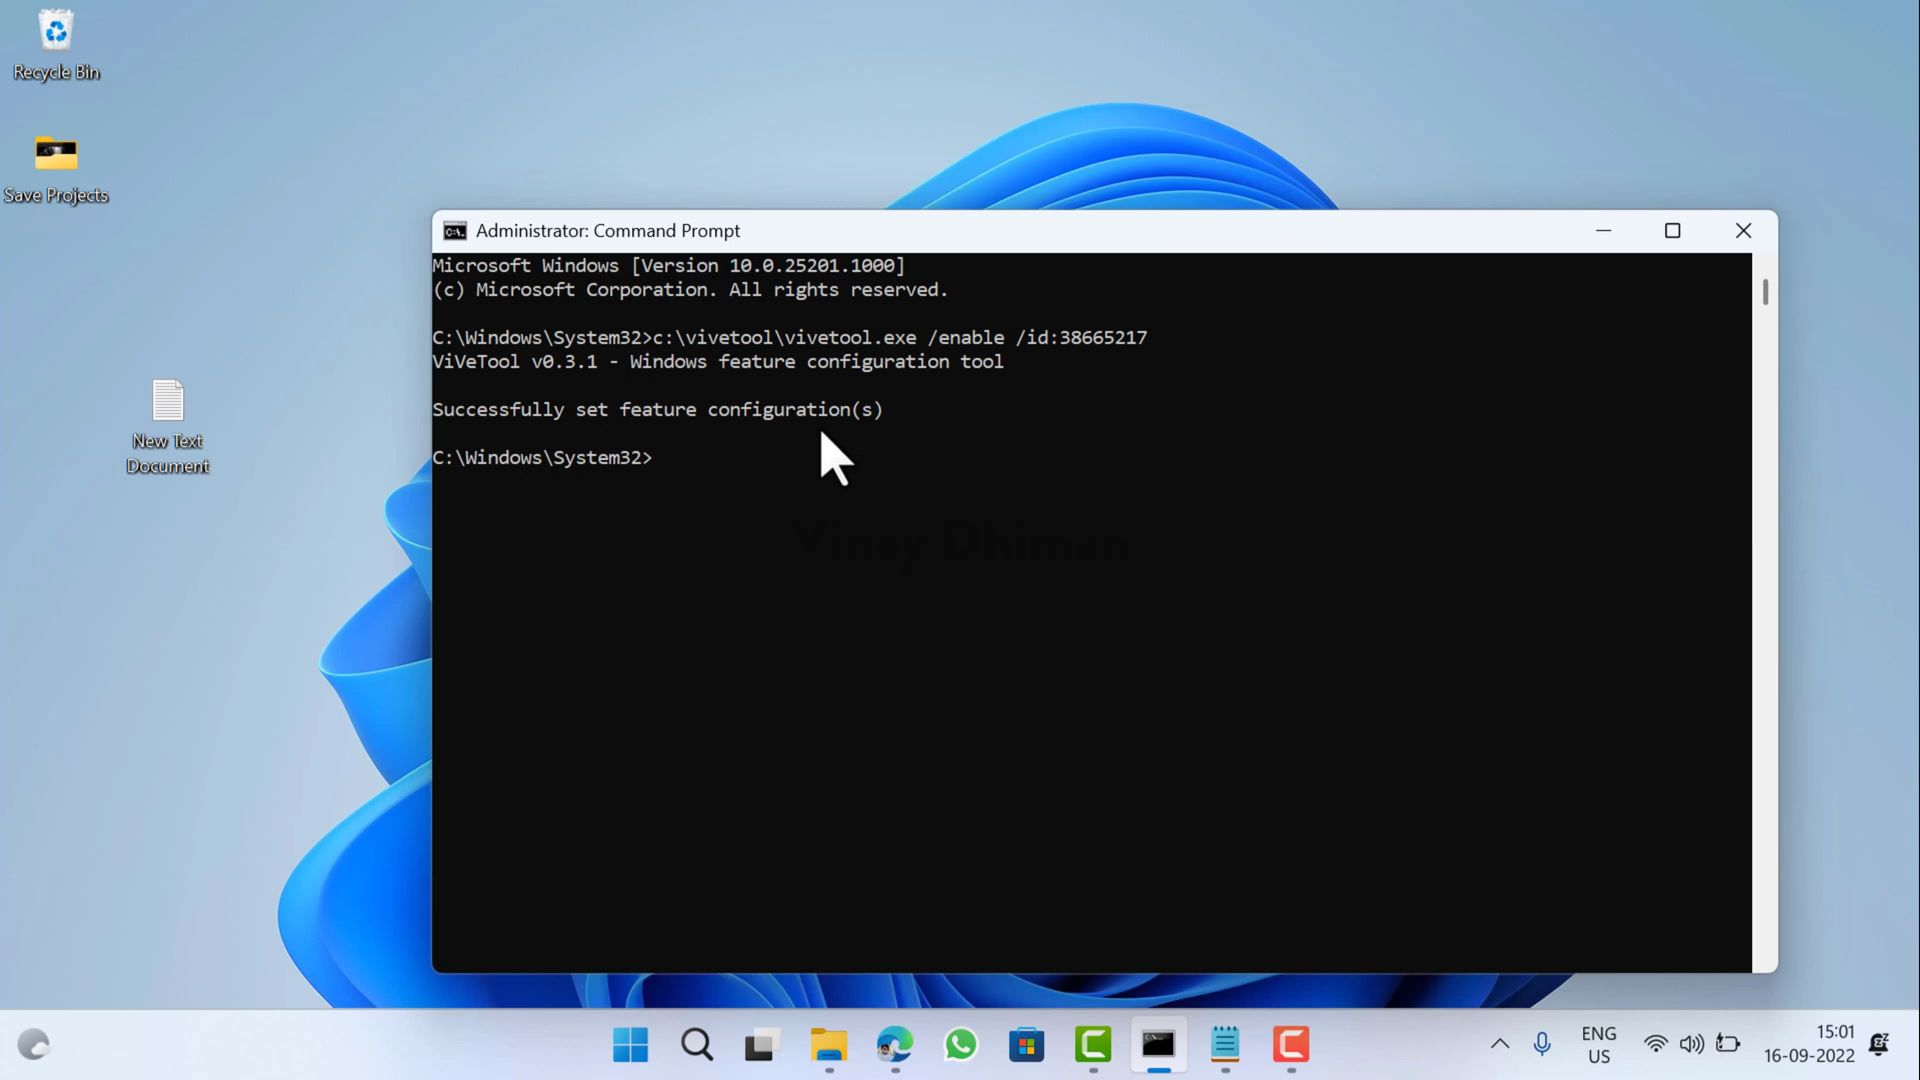 Recycle Bin
Save Projects
New Text
Document
Administrator: Command Prompt
Microsoft Windows [Version 10.0.25201.1000]
(c) Microsoft Corporation. All rights reserved.
C:\Windows\System32>c:\vivetool\vivetool.exe /enable /id:38665217
ViVeTool v0.3.1 - Windows feature configuration tool
Successfully set feature configuration(s)
C:\Windows\System32>
Viney Dhiman
ENG
US
15:01
16-09-2022